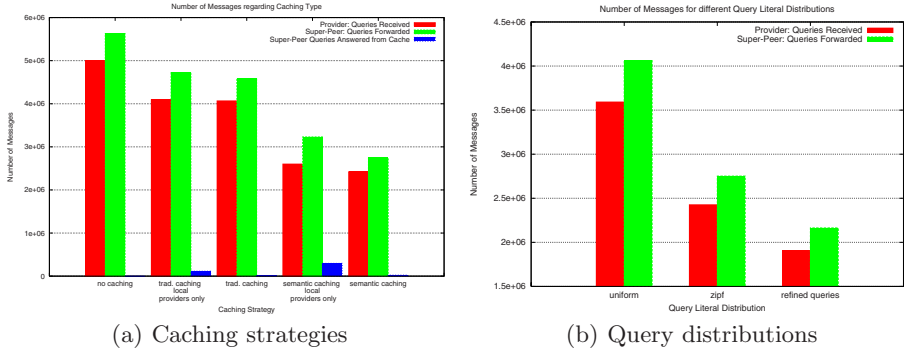 Number of Messages regarding Caching Type
Provider: Queries Received
Super-Peer: Queries Forwarded
Super-Peer Queries Answered from Cache
6e+06
5e+06
4e+06
3e+06
2e+06
1e+06
0
Number of Messages
no caching
trad. caching
local
providers only
trad. caching
semantic caching
local
providers only
semantic caching
Caching Strategy
(a) Caching strategies
Number of Messages for different Query Literal Distributions
Provider: Queries Received
Super-Peer: Queries Forwarded
4.5e+06
4e+06
3.5e+06
3e+06
2.5e+06
2e+06
1.5e+06
Number of Messages
uniform
zipf
refined queries
Query Literal Distribution
(b) Query distributions